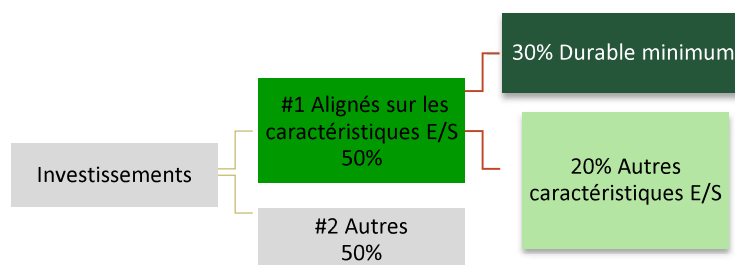 30% Durable minimum
#1 Alignés sur les
caractéristiques E/S
50%
Investissements
20% Autres
caractéristiques E/S
#2 Autres
50%